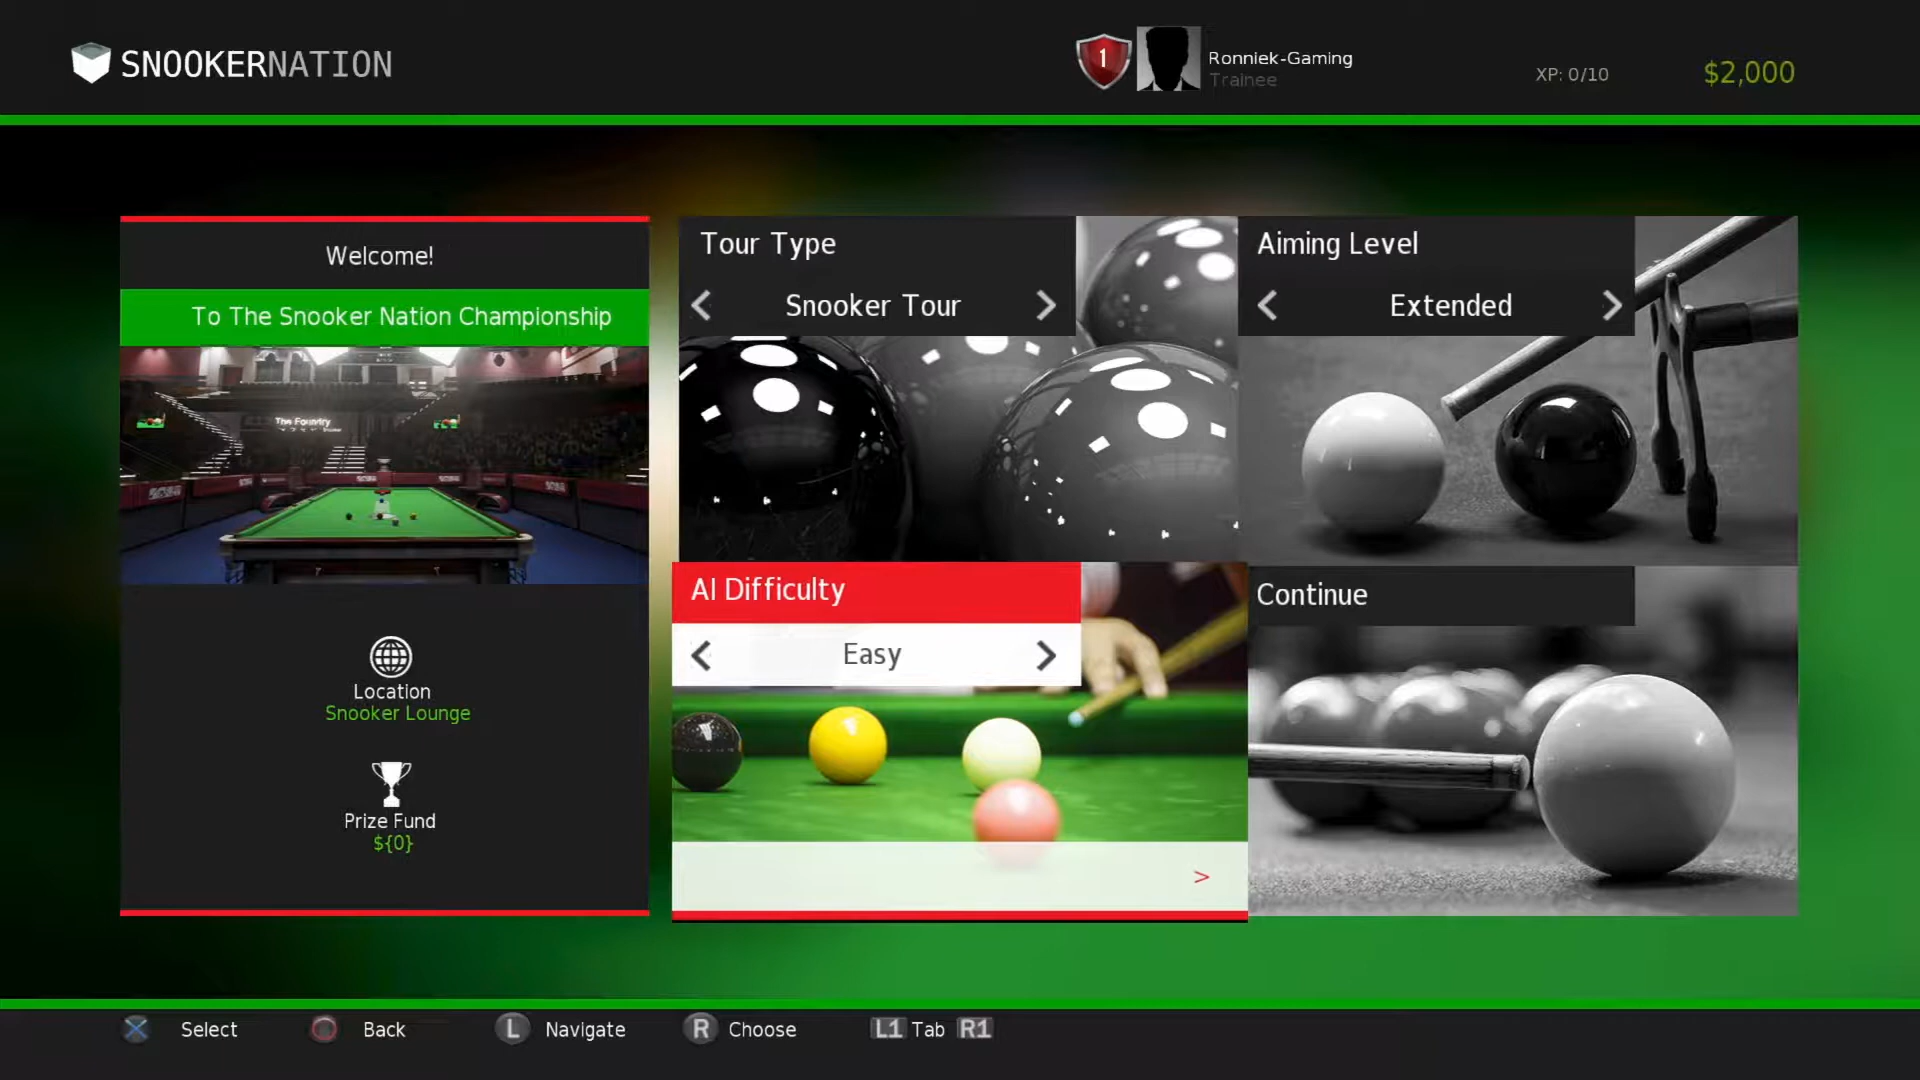 SNOOKERNATION
1
Ronniek-Gaming
Trainee
XP: 0/10
$2,000
Welcome!
To The Snooker Nation Championship
The Foundry
Location
Snooker Lounge
Prize Fund
${0}
Tour Type
< Snooker Tour >
Aiming Level
< Extended >
AI Difficulty
< Easy >
>
Continue
Select
Back
L Navigate
R Choose
L1 Tab R1